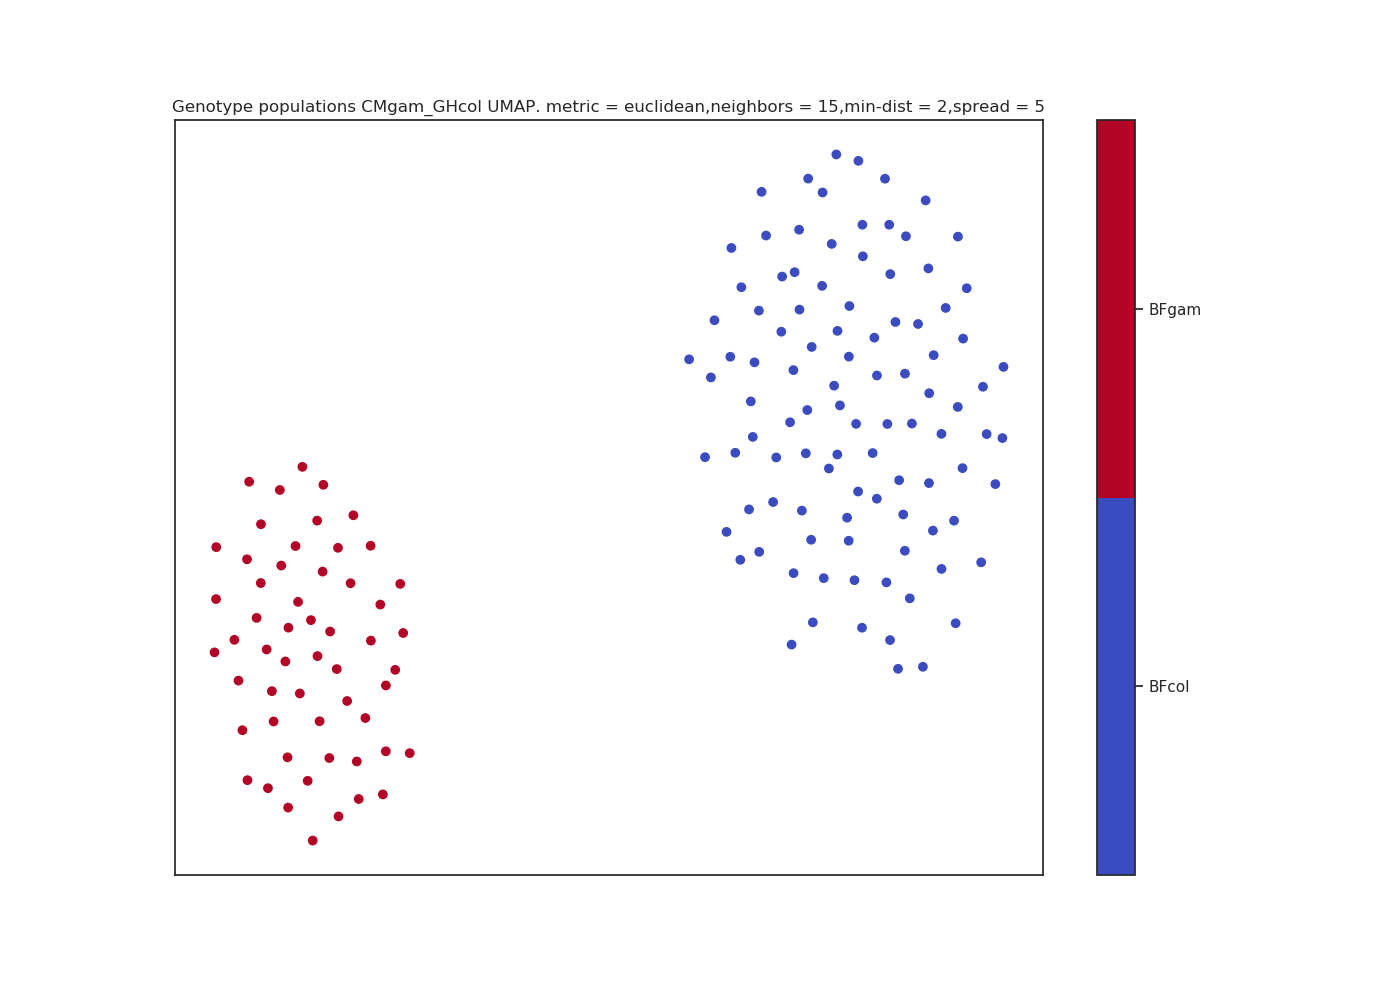 Genotype populations CMgam_GHcol UMAP. metric = euclidean,neighbors = 15,min-dist = 2,spread = 5
BFgam
BFcol